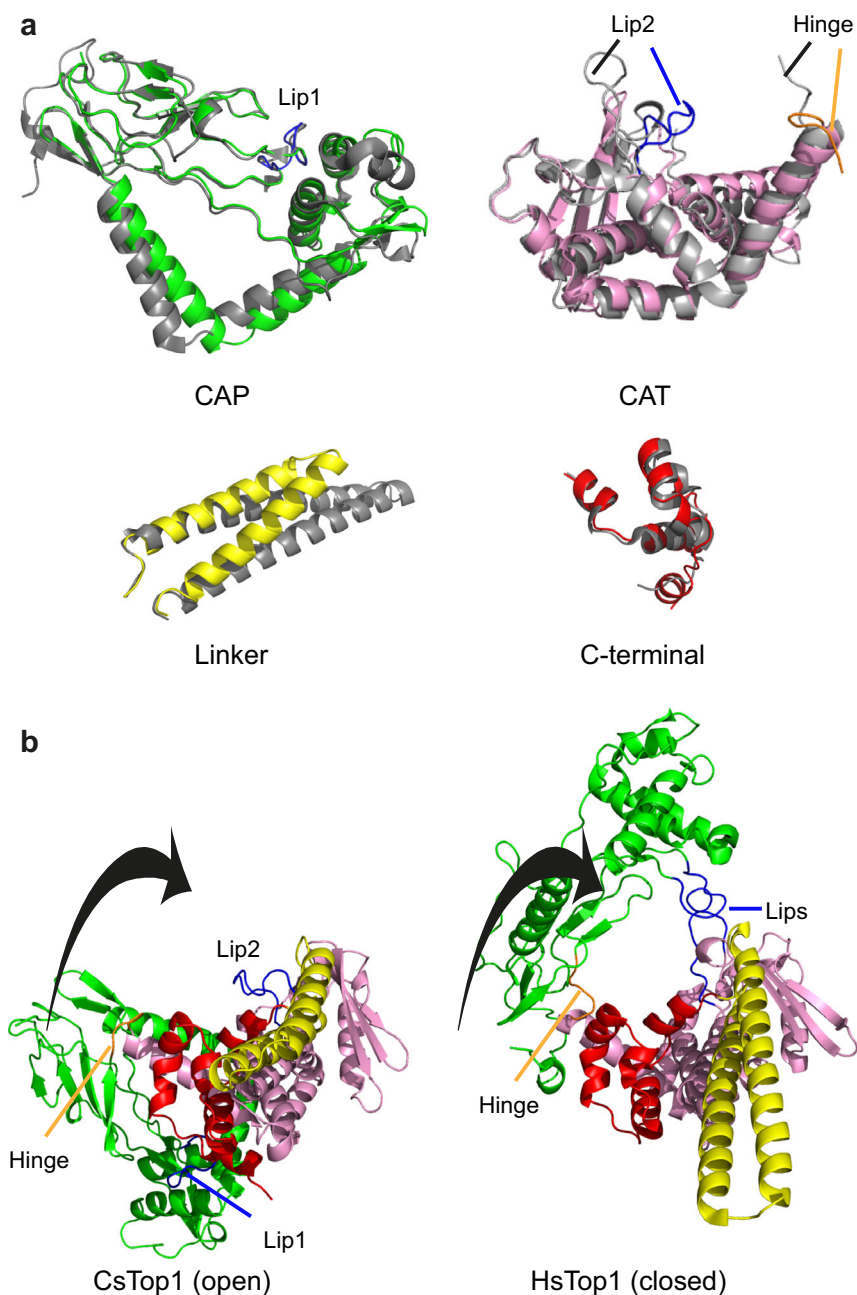 a
Lip1
Lip2
Hinge
CAP
CAT
Linker
C-terminal
b
Lip2
Hinge
Lip1
CsTop1 (open)
Lips
Hinge
HsTop1 (closed)